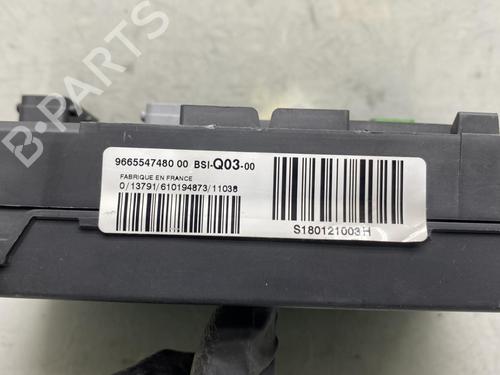 B-PARTS
9665547480 00 BSI-Q03-00
FABRIQUE EN FRANCE
0/13791/610194873/11038
S180121003H